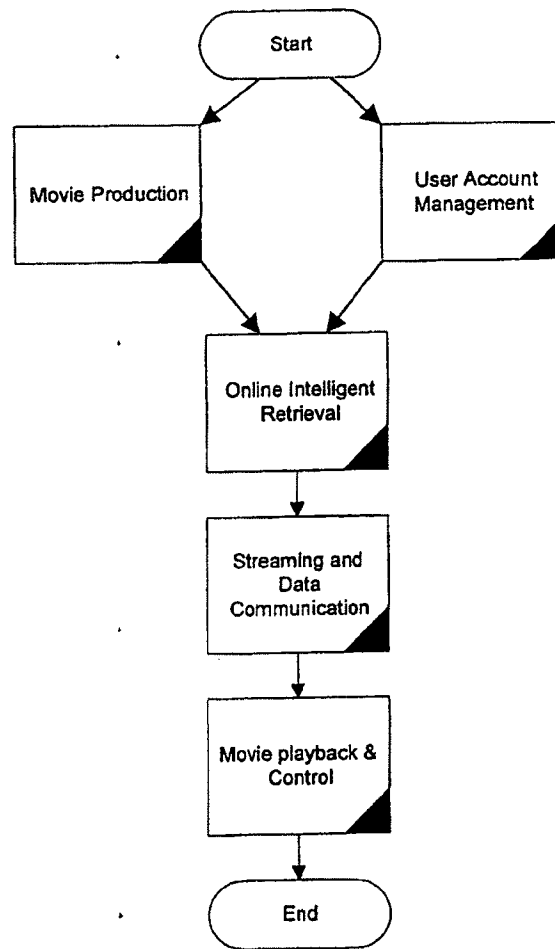 Start
Movie Production
User Account
Management
Online Intelligent
Retrieval
Streaming and
Data
Communication
Movie playback &
Control
End